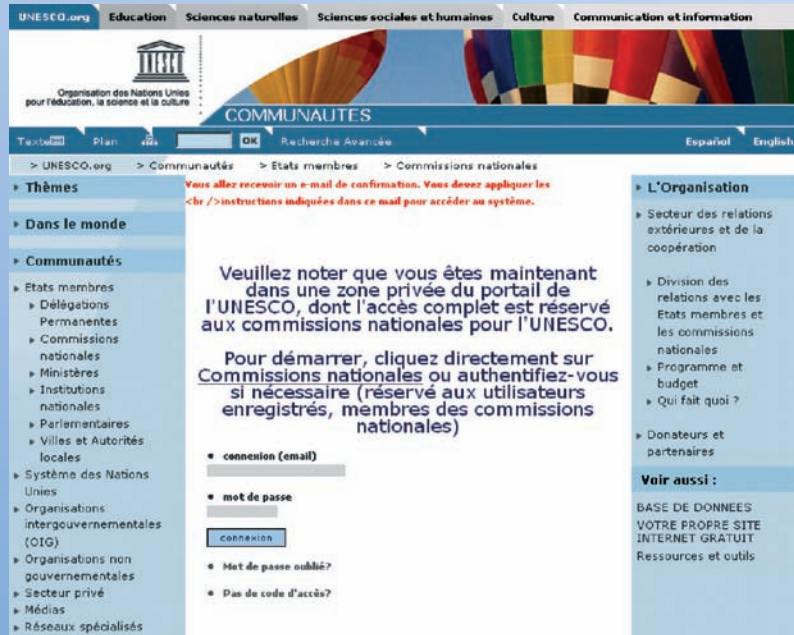 UNESCO.org Education Sciences naturelles Sciences sociales et humaines Culture Communication et information
Organisation des Nations Unies
pour l'éducation, la science et la culture
COMMUNAUTES
Texte Plan OK Recherche Avancée Español English
> UNESCO.org > Communautés > Etats membres > Commissions nationales
Thèmes
Dans le monde
Communautés
Etats membres
Délégations
Permanentes
Commissions
nationales
Ministères
Institutions
nationales
Parlementaires
Villes et Autorités
locales
Système des Nations
Unies
Organisations
intergouvernementales
(OIG)
Organisations non
gouvernementales
Secteur privé
Médias
Réseaux spécialisés
Vous allez recevoir un e-mail de confirmation. Vous devez appliquer les
<br />instructions indiquées dans ce mail pour accéder au système.
Veuillez noter que vous êtes maintenant
dans une zone privée du portail de
l'UNESCO, dont l'accès complet est réservé
aux commissions nationales pour l'UNESCO.
Pour démarrer, cliquez directement sur
Commissions nationales ou authentifiez-vous
si nécessaire (réservé aux utilisateurs
enregistrés, membres des commissions
nationales)
connexion (email)
mot de passe
connexion
Mot de passe oublié?
Pas de code d'accès?
L'Organisation
Secteur des relations
extérieures et de la
coopération
Division des
relations avec les
Etats membres et
les commissions
nationales
Programme et
budget
Qui fait quoi ?
Donateurs et
partenaires
Voir aussi :
BASE DE DONNEES
VOTRE PROPRE SITE
INTERNET GRATUIT
Ressources et outils